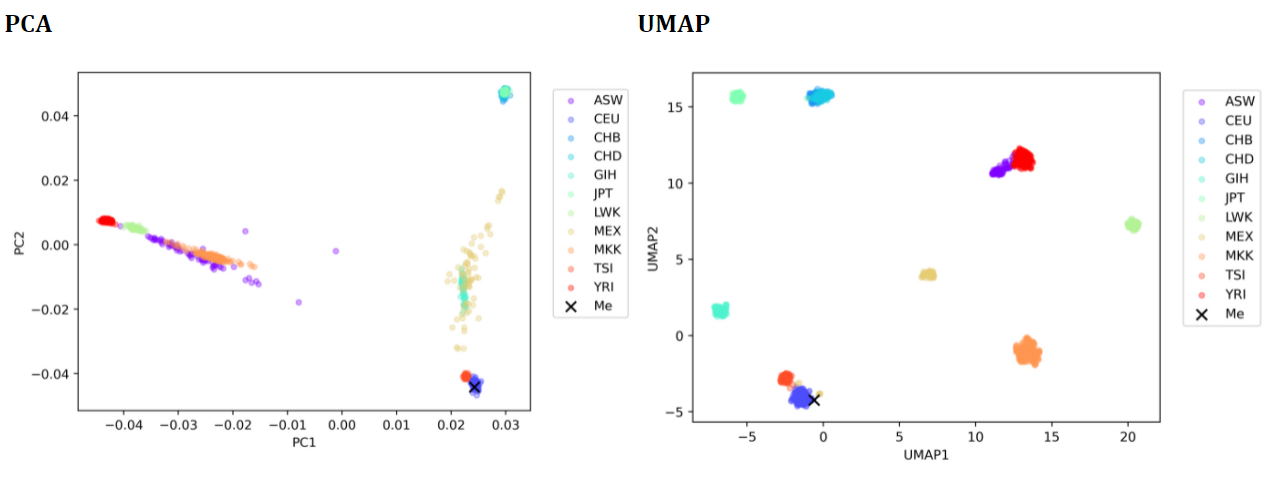 PCA
UMAP
0.04
0.02
0.00
−0.02
−0.04
PC2
−0.04
−0.03
−0.02
−0.01
0.00
0.01
0.02
0.03
PC1
ASW
CEU
CHB
CHD
GIH
JPT
LWK
MEX
MKK
TSI
YRI
Me
15
10
5
0
−5
UMAP2
−5
0
5
10
15
20
UMAP1
ASW
CEU
CHB
CHD
GIH
JPT
LWK
MEX
MKK
TSI
YRI
Me